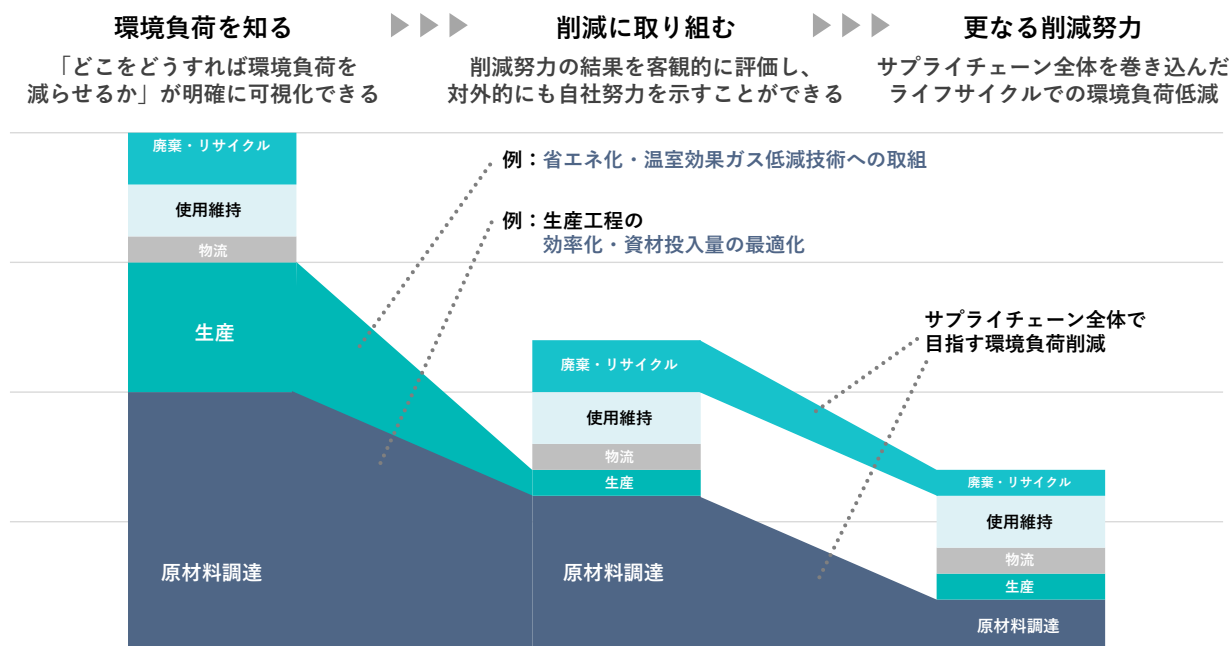 環境負荷を知る
「どこをどうすれば環境負荷を
減らせるか」が明確に可視化できる
削減に取り組む
削減努力の結果を客観的に評価し、
対外的にも自社努力を示すことができる
更なる削減努力
サプライチェーン全体を巻き込んだ
ライフサイクルでの環境負荷低減
廃棄・リサイクル
使用維持
物流
生産
原材料調達
例：省エネ化・温室効果ガス低減技術への取組
例：生産工程の
効率化・資材投入量の最適化
廃棄・リサイクル
使用維持
物流
生産
原材料調達
サプライチェーン全体で
目指す環境負荷削減
廃棄・リサイクル
使用維持
物流
生産
原材料調達